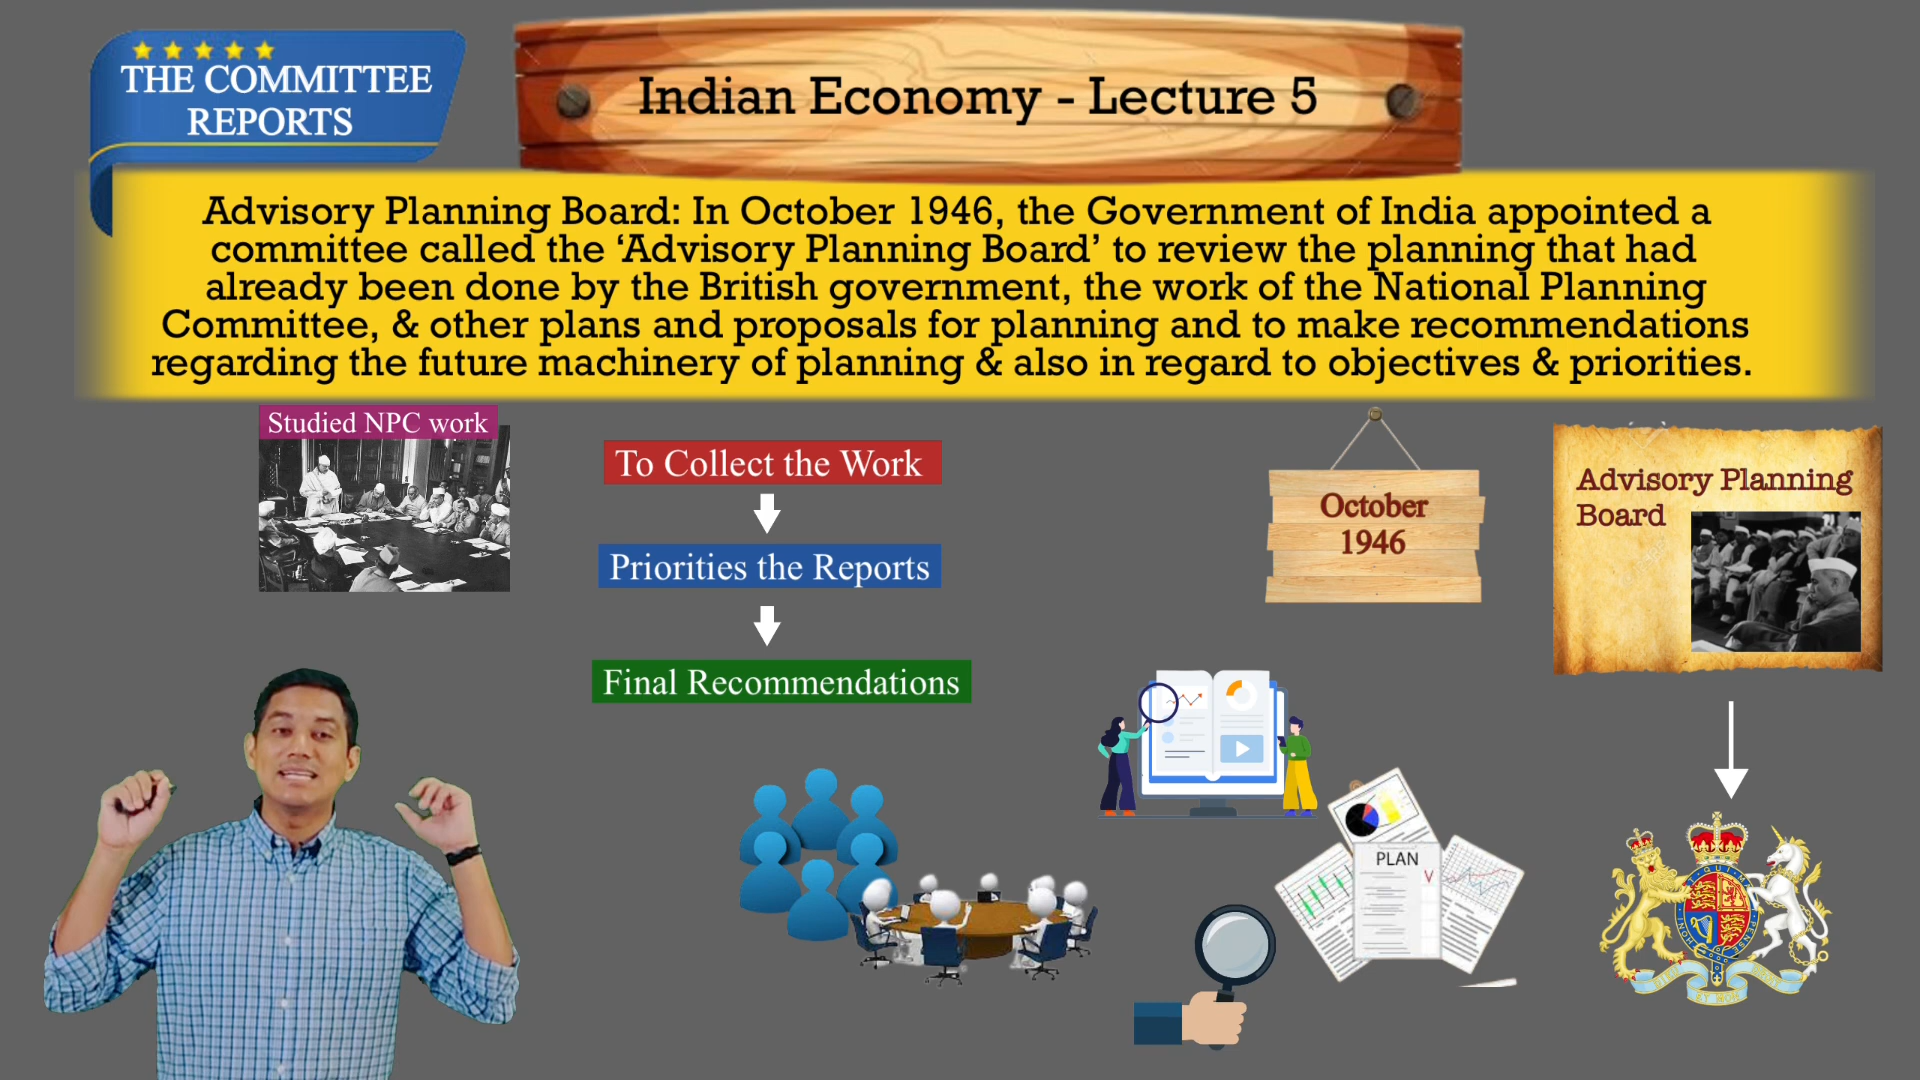 THE COMMITTEE
REPORTS
Indian Economy - Lecture 5
Advisory Planning Board: In October 1946, the Government of India appointed a
committee called the ‘Advisory Planning Board’ to review the planning that had
already been done by the British government, the work of the National Planning
Committee, & other plans and proposals for planning and to make recommendations
regarding the future machinery of planning & also in regard to objectives & priorities.
Studied NPC work
To Collect the Work
Priorities the Reports
Final Recommendations
October
1946
Advisory Planning
Board
PLAN